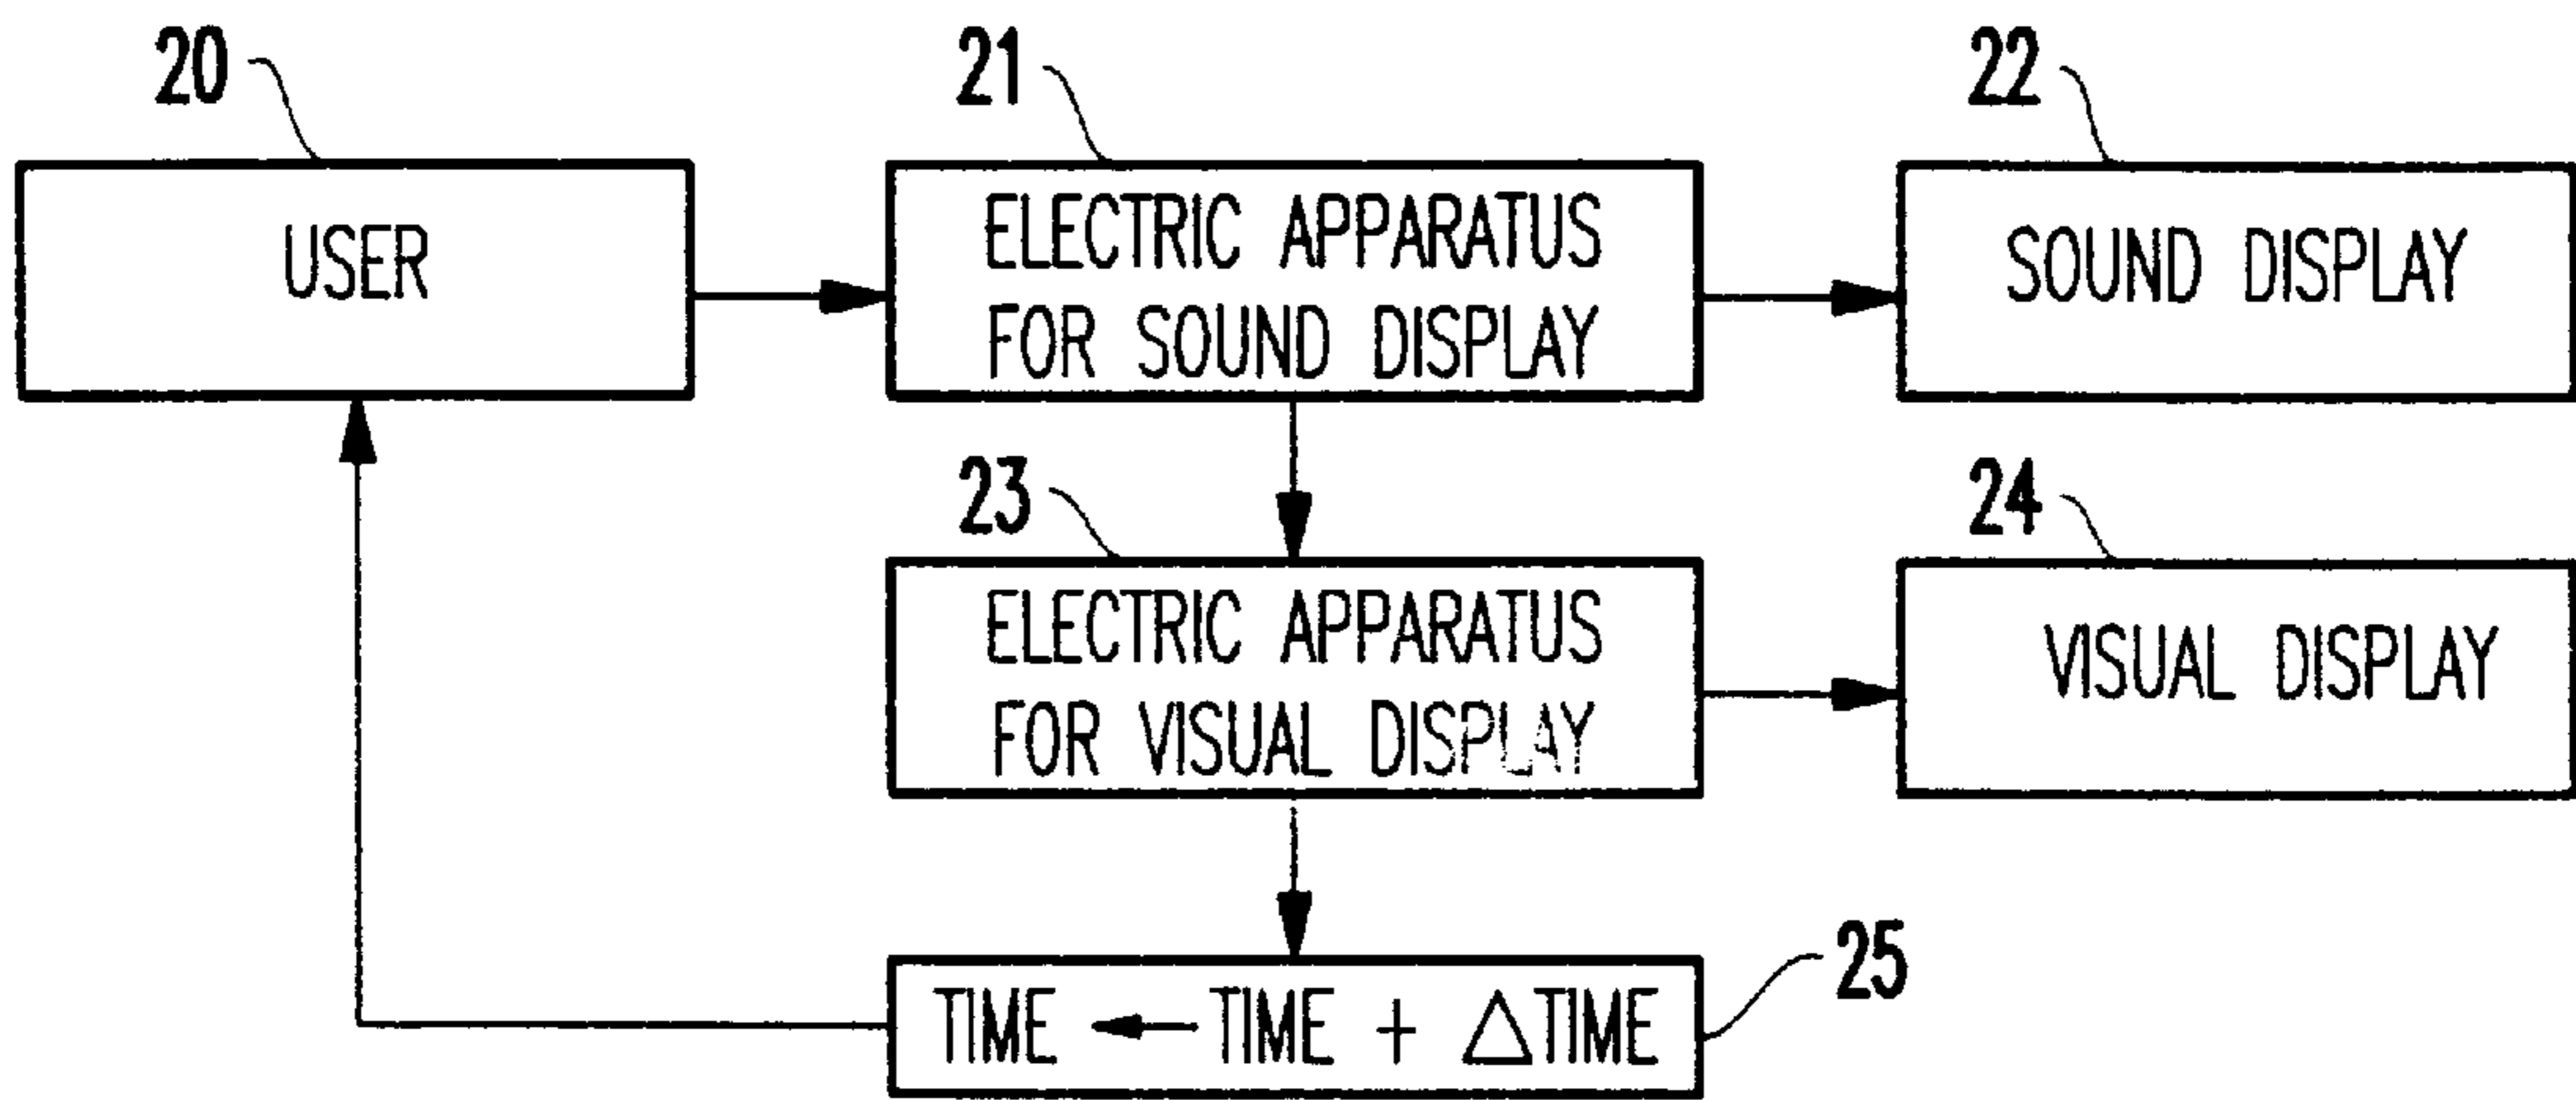 20
21
22
USER
ELECTRIC APPARATUS
FOR SOUND DISPLAY
SOUND DISPLAY
23
24
ELECTRIC APPARATUS
FOR VISUAL DISPLAY
VISUAL DISPLAY
25
TIME ← TIME + △TIME